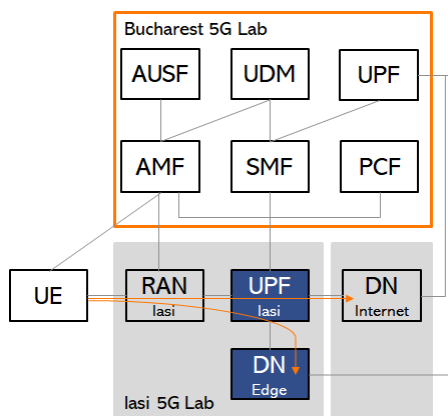 Bucharest 5G Lab
AUSF
UDM
UPF
AMF
SMF
PCF
UE
RAN
Iasi
UPF
Iasi
DN
Internet
DN
Edge
Iasi 5G Lab